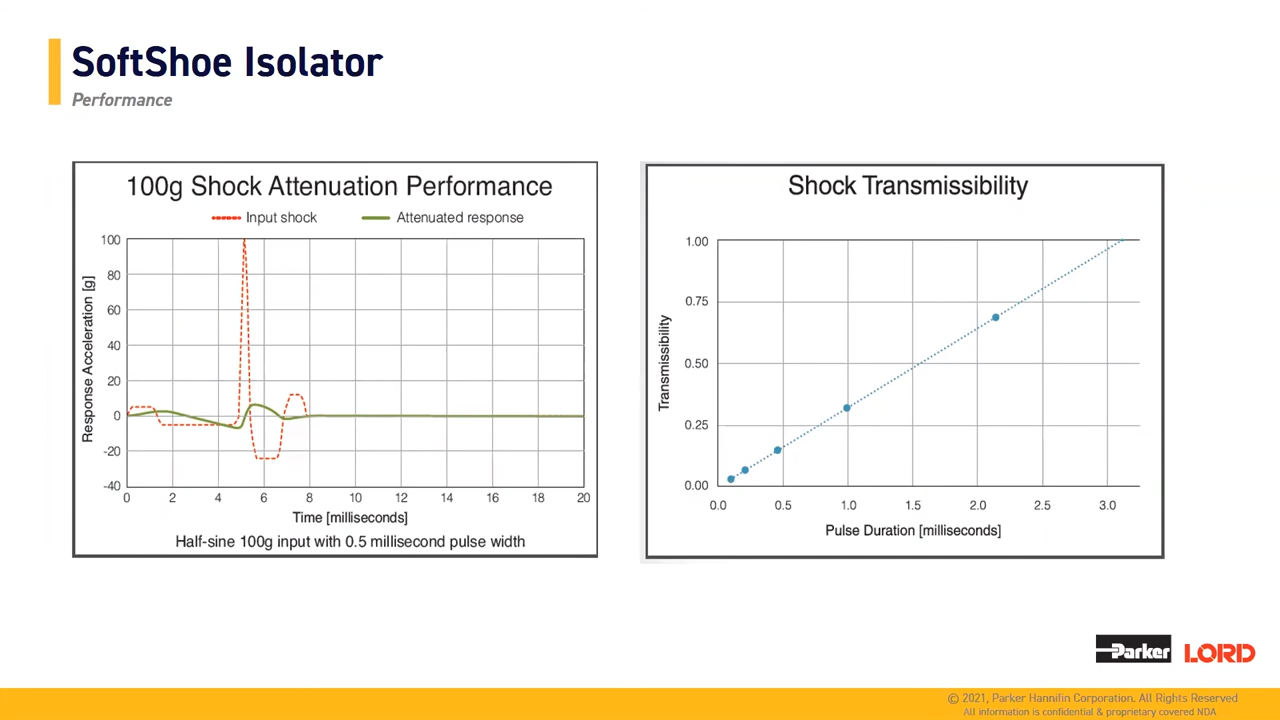 SoftShoe Isolator
Performance
100g Shock Attenuation Performance
Input shock
Attenuated response
Response Acceleration [g]
100
80
60
40
20
0
-20
-40
0 2 4 6 8 10 12 14 16 18 20
Time [milliseconds]
Half-sine 100g input with 0.5 millisecond pulse width
Shock Transmissibility
Transmissibility
1.00
0.75
0.50
0.25
0.00
0.0 0.5 1.0 1.5 2.0 2.5 3.0
Pulse Duration [milliseconds]
Parker LORD
© 2021, Parker Hannifin Corporation. All Rights Reserved
All information is confidential & proprietary covered NDA